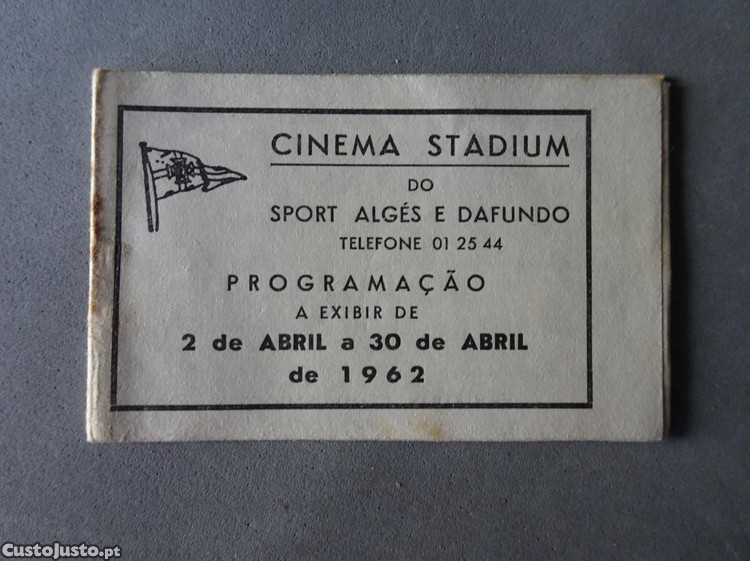 CINEMA STADIUM
DO
SPORT ALGÉS E DAFUNDO
TELEFONE 01 25 44
PROGRAMAÇÃO
A EXIBIR DE
2 de ABRIL a 30 de ABRIL
de 1962
CustoJusto.pt